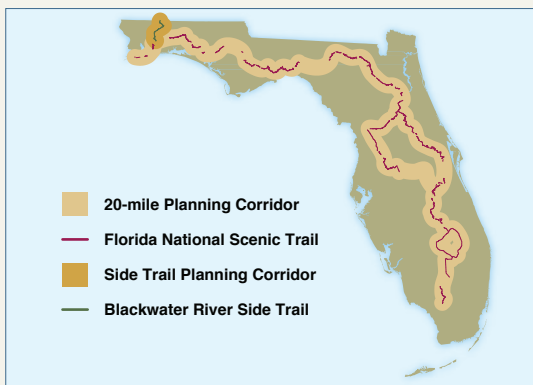 20-mile Planning Corridor
Florida National Scenic Trail
Side Trail Planning Corridor
Blackwater River Side Trail